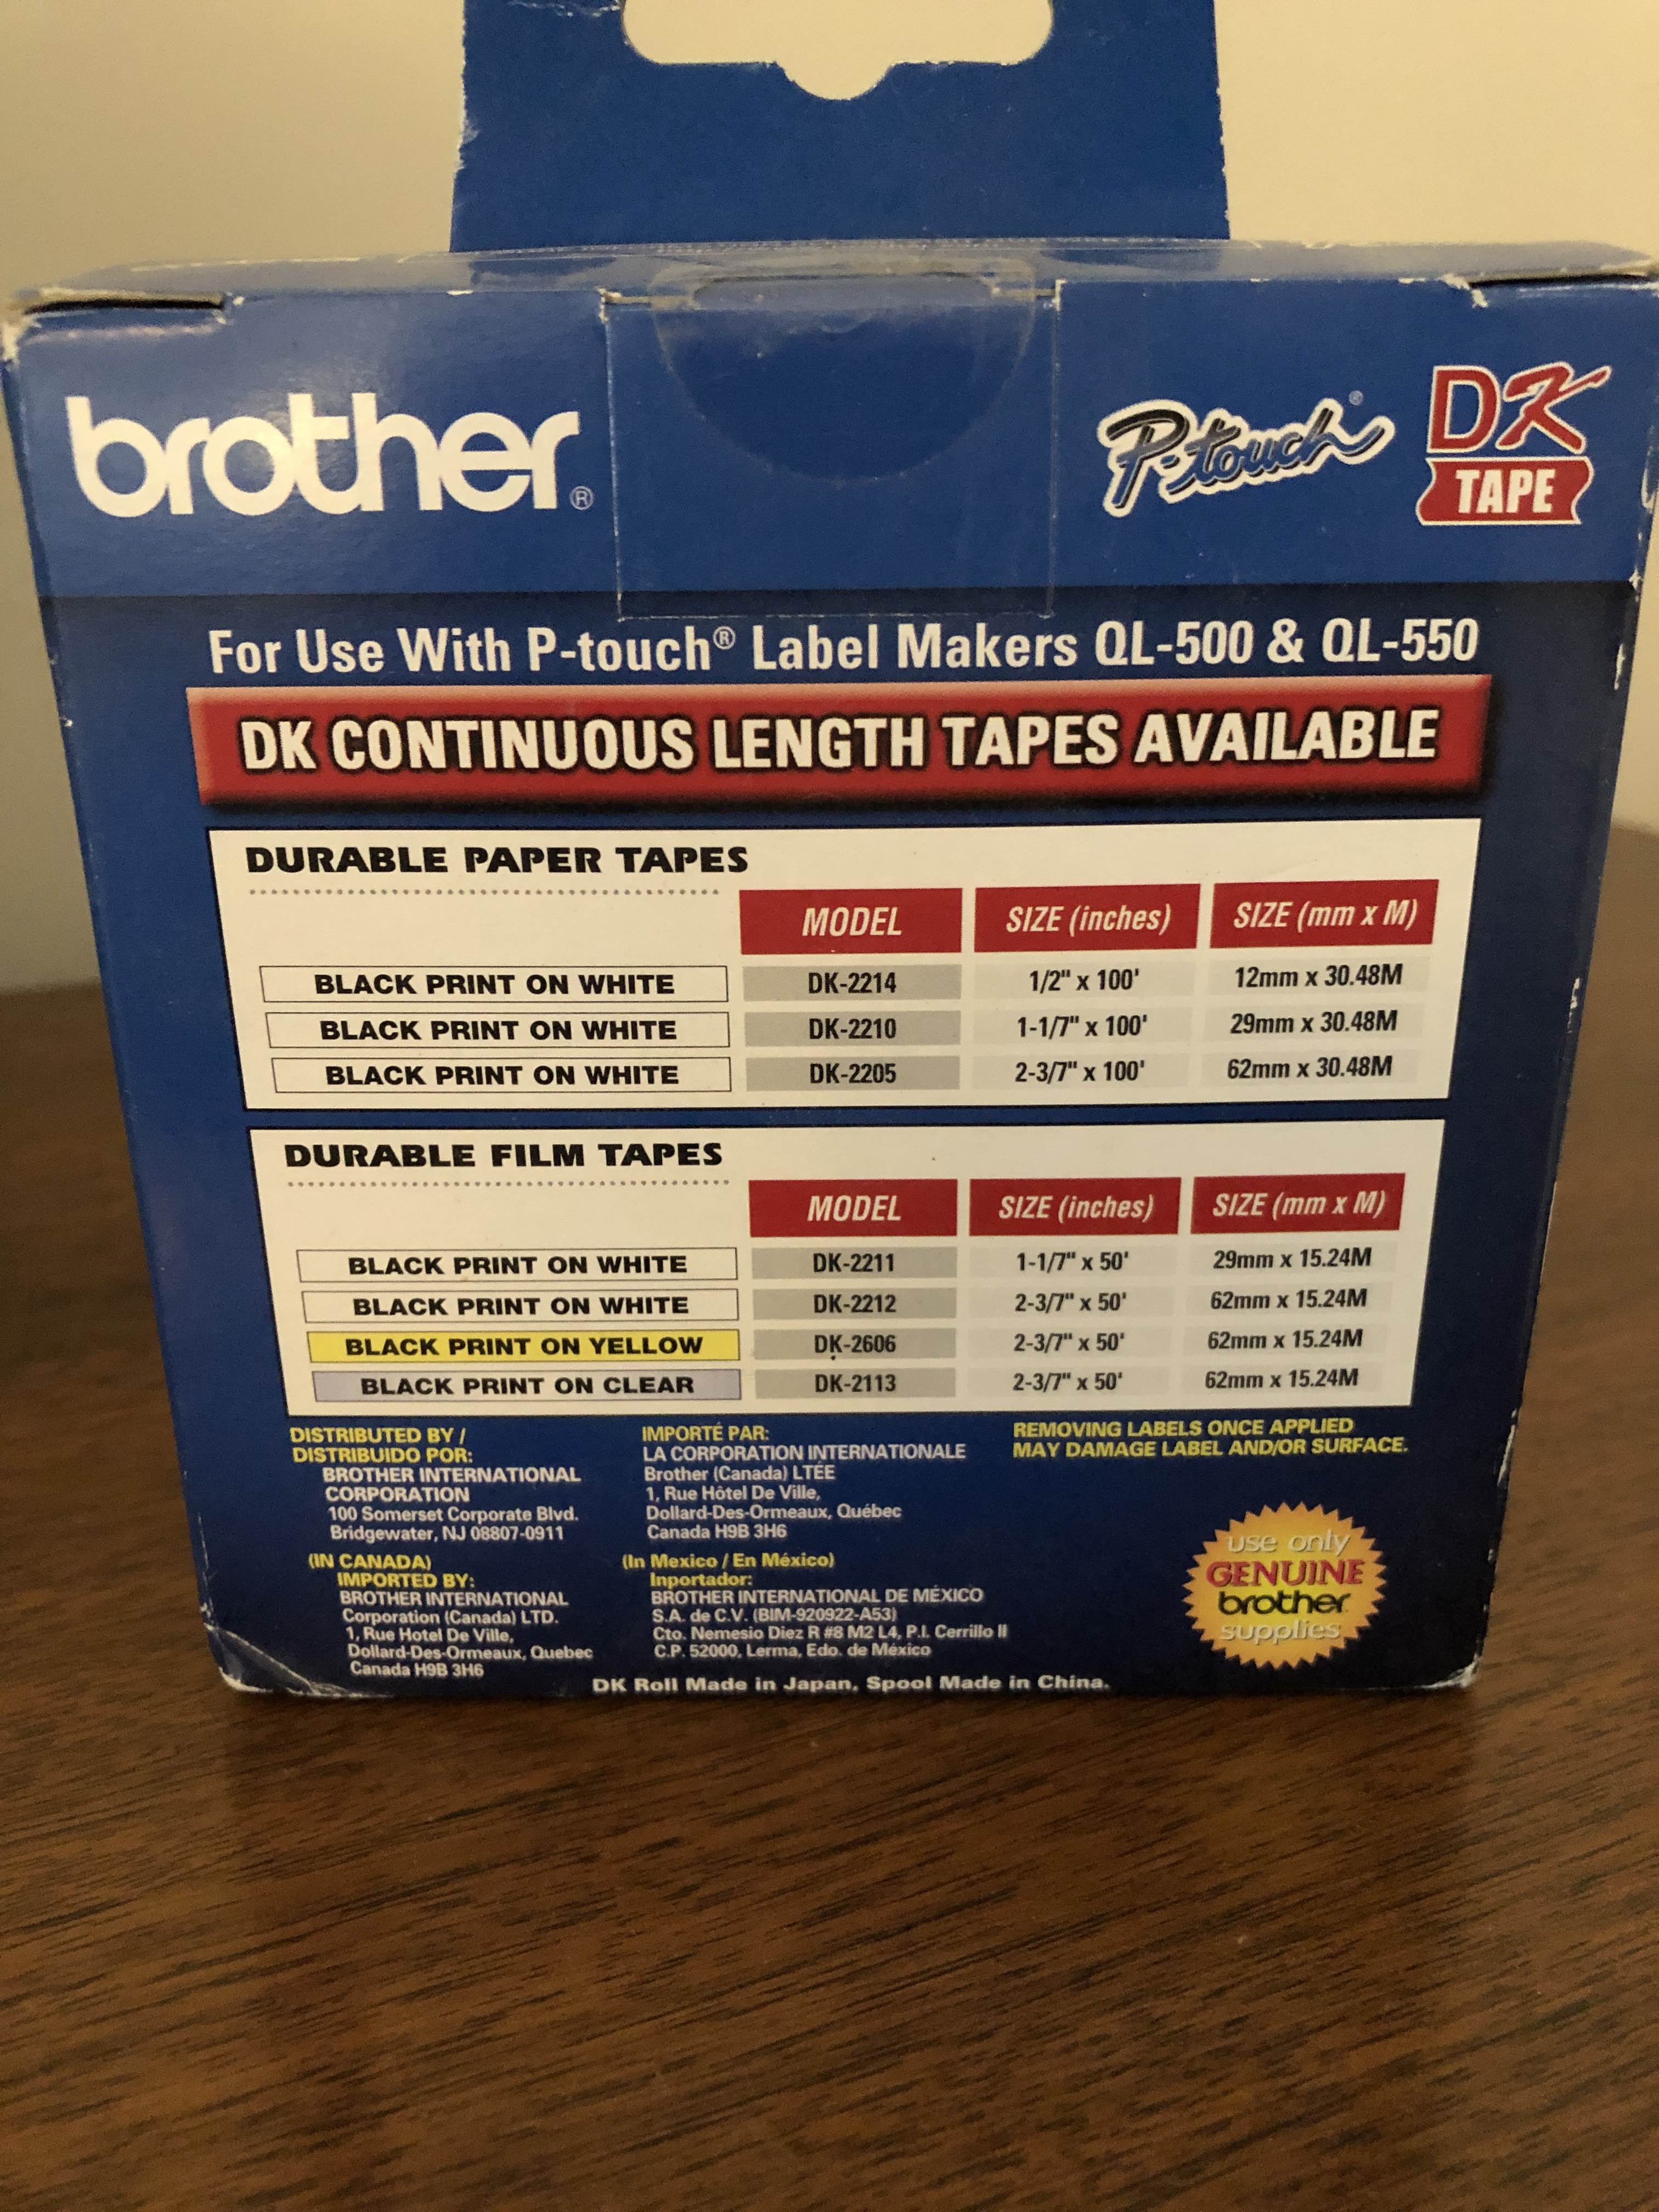 brother®
P-touch®
DK
TAPE
For Use With P-touch® Label Makers QL-500 & QL-550
DK CONTINUOUS LENGTH TAPES AVAILABLE
DURABLE PAPER TAPES
MODEL SIZE (inches) SIZE (mm x M)
BLACK PRINT ON WHITE DK-2214 1/2" x 100' 12mm x 30.48M
BLACK PRINT ON WHITE DK-2210 1-1/7" x 100' 29mm x 30.48M
BLACK PRINT ON WHITE DK-2205 2-3/7" x 100' 62mm x 30.48M
DURABLE FILM TAPES
MODEL SIZE (inches) SIZE (mm x M)
BLACK PRINT ON WHITE DK-2211 1-1/7" x 50' 29mm x 15.24M
BLACK PRINT ON WHITE DK-2212 2-3/7" x 50' 62mm x 15.24M
BLACK PRINT ON YELLOW DK-2606 2-3/7" x 50' 62mm x 15.24M
BLACK PRINT ON CLEAR DK-2113 2-3/7" x 50' 62mm x 15.24M
DISTRIBUTED BY /
DISTRIBUIDO POR:
BROTHER INTERNATIONAL
CORPORATION
100 Somerset Corporate Blvd.
Bridgewater, NJ 08807-0911
(IN CANADA)
IMPORTED BY:
BROTHER INTERNATIONAL
Corporation (Canada) LTD.
1, Rue Hotel De Ville,
Dollard-Des-Ormeaux, Quebec
Canada H9B 3H6
IMPORTÉ PAR:
LA CORPORATION INTERNATIONALE
Brother (Canada) LTÉE
1, Rue Hôtel De Ville,
Dollard-Des-Ormeaux, Québec
Canada H9B 3H6
(In Mexico / En México)
Inportador:
BROTHER INTERNATIONAL DE MÉXICO
S.A. de C.V. (BIM-920922-A53)
Cto. Nemesio Diez R #8 M2 L4, P.I. Cerrillo II
C.P. 52000, Lerma, Edo. de México
REMOVING LABELS ONCE APPLIED
MAY DAMAGE LABEL AND/OR SURFACE.
use only
GENUINE
brother
supplies
DK Roll Made in Japan, Spool Made in China.